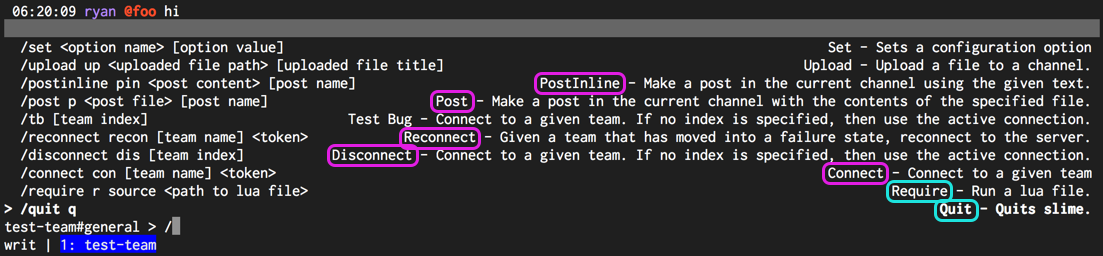 06:20:09 ryan @foo hi
/set <option name> [option value] Set - Sets a configuration option
/upload up <uploaded file path> [uploaded file title] Upload - Upload a file to a channel.
/postinline pin <post content> [post name] PostInline - Make a post in the current channel using the given text.
/post p <post file> [post name] Post - Make a post in the current channel with the contents of the specified file.
/tb [team index] Test Bug - Connect to a given team. If no index is specified, then use the active connection.
/reconnect recon [team name] <token> Reconnect - Given a team that has moved into a failure state, reconnect to the server.
/disconnect dis [team index] Disconnect - Connect to a given team. If no index is specified, then use the active connection.
/connect con [team name] <token> Connect - Connect to a given team
/require r source <path to lua file> Require - Run a lua file.
> /quit q Quit - Quits slime.
test-team#general > /
writ | 1: test-team